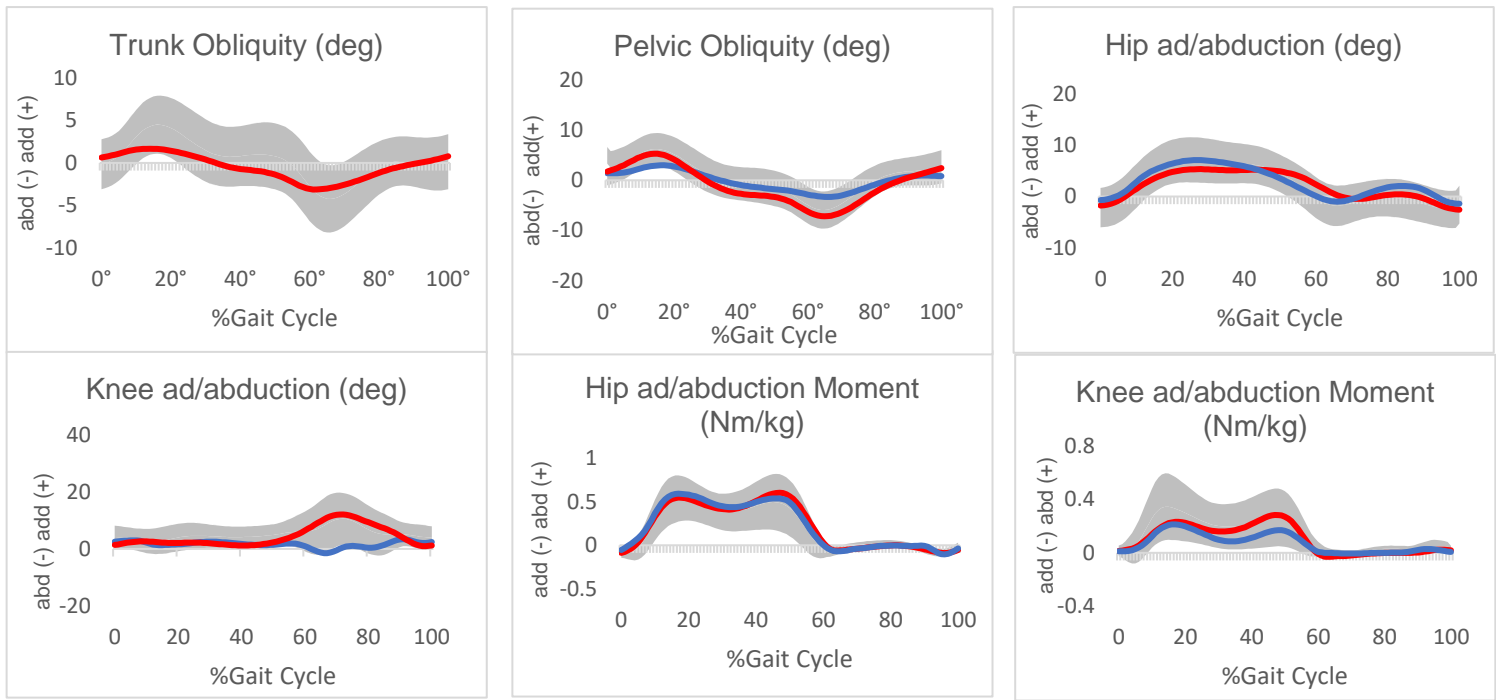 Trunk Obliquity (deg)
abd (-) add (+)
10
5
0
-5
-10
0° 20° 40° 60° 80° 100°
%Gait Cycle
Pelvic Obliquity (deg)
abd(-) add(+)
20
10
0
-10
-20
0° 20° 40° 60° 80° 100°
%Gait Cycle
Hip ad/abduction (deg)
abd (-) add (+)
20
10
0
-10
0 20 40 60 80 100
%Gait Cycle
Knee ad/abduction (deg)
abd (-) add (+)
40
20
0
-20
0 20 40 60 80 100
%Gait Cycle
Hip ad/abduction Moment
(Nm/kg)
add (-) abd (+)
1
0.5
0
-0.5
0 20 40 60 80 100
%Gait Cycle
Knee ad/abduction Moment
(Nm/kg)
add (-) abd (+)
0.8
0.4
0
-0.4
0 20 40 60 80 100
%Gait Cycle